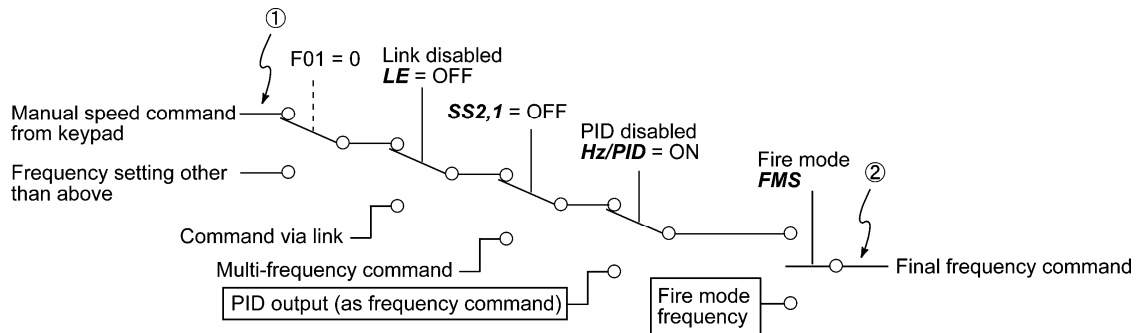 ①
F01 = 0
Link disabled
LE = OFF
SS2,1 = OFF
PID disabled
Hz/PID = ON
Fire mode
FMS
②
Manual speed command
from keypad
Frequency setting other
than above
Command via link
Multi-frequency command
PID output (as frequency command)
Fire mode
frequency
Final frequency command